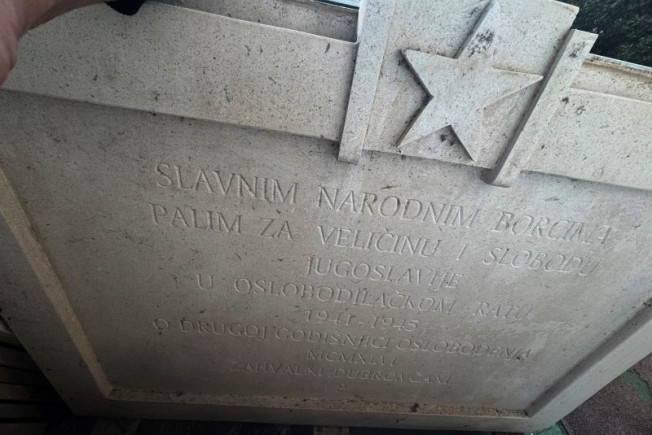 SLAVNIM NARODNIM BORCIMA
PALIM ZA VELIČINU I SLOBODU
JUGOSLAVIJE
U OSLOBODILAČKOM RATU
1941-1945
O DRUGOJ GODIŠNJICI OSLOBOĐENJA
ZAHVALNI DUBROVČANI